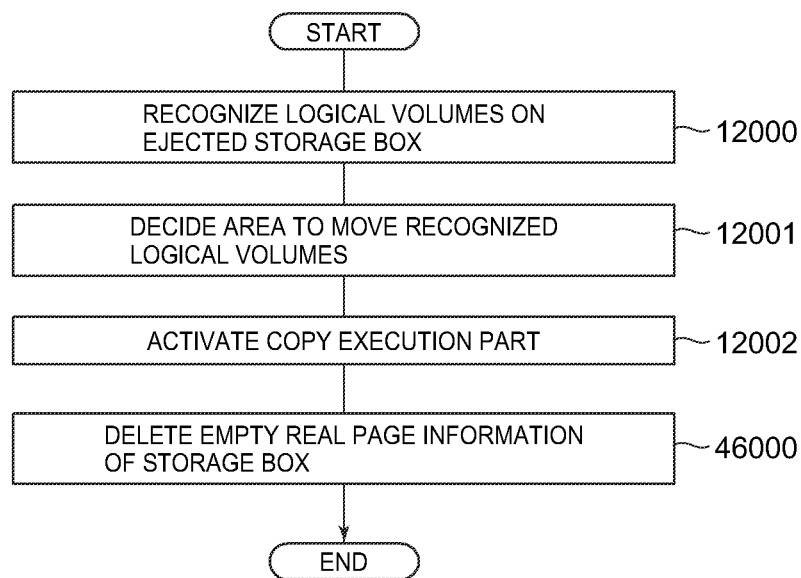 START
RECOGNIZE LOGICAL VOLUMES ON
EJECTED STORAGE BOX
12000
DECIDE AREA TO MOVE RECOGNIZED
LOGICAL VOLUMES
12001
ACTIVATE COPY EXECUTION PART
12002
DELETE EMPTY REAL PAGE INFORMATION
OF STORAGE BOX
46000
END